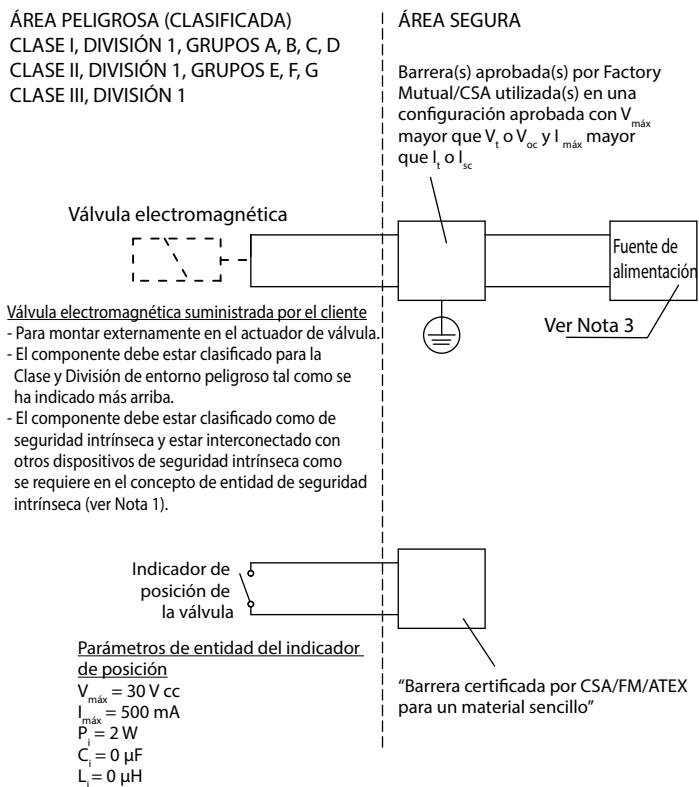 ÁREA PELIGROSA (CLASIFICADA)
CLASE I, DIVISIÓN 1, GRUPOS A, B, C, D
CLASE II, DIVISIÓN 1, GRUPOS E, F, G
CLASE III, DIVISIÓN 1
ÁREA SEGURA
Barrera(s) aprobada(s) por Factory
Mutual/CSA utilizada(s) en una
configuración aprobada con Vmáx
mayor que Vt o Voc y I máx mayor
que It o Isc
Válvula electromagnética
Fuente de
alimentación
Ver Nota 3
Válvula electromagnética suministrada por el cliente
- Para montar externamente en el actuador de válvula.
- El componente debe estar clasificado para la
Clase y División de entorno peligroso tal como se
ha indicado más arriba.
- El componente debe estar clasificado como de
seguridad intrínseca y estar interconectado con
otros dispositivos de seguridad intrínseca como
se requiere en el concepto de entidad de seguridad
intrínseca (ver Nota 1).
Indicador de
posición de
la válvula
Parámetros de entidad del indicador
de posición
Vmáx = 30 V cc
Imáx = 500 mA
Pi = 2 W
Ci = 0 µF
Li = 0 µH
“Barrera certificada por CSA/FM/ATEX
para un material sencillo”